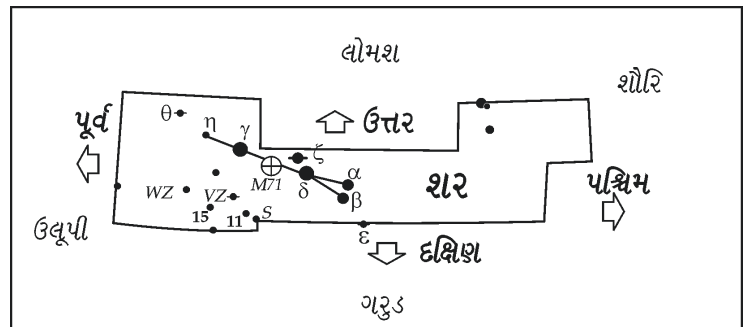 લોમશ
શૌરિ
θ
પૂર્વ
η
γ
ઉત્તર
ζ
M71
α
શર
પશ્ચિમ
WZ
VZ
δ
β
15
11
S
ઉલૂપી
ε
દક્ષિણ
ગરુડ